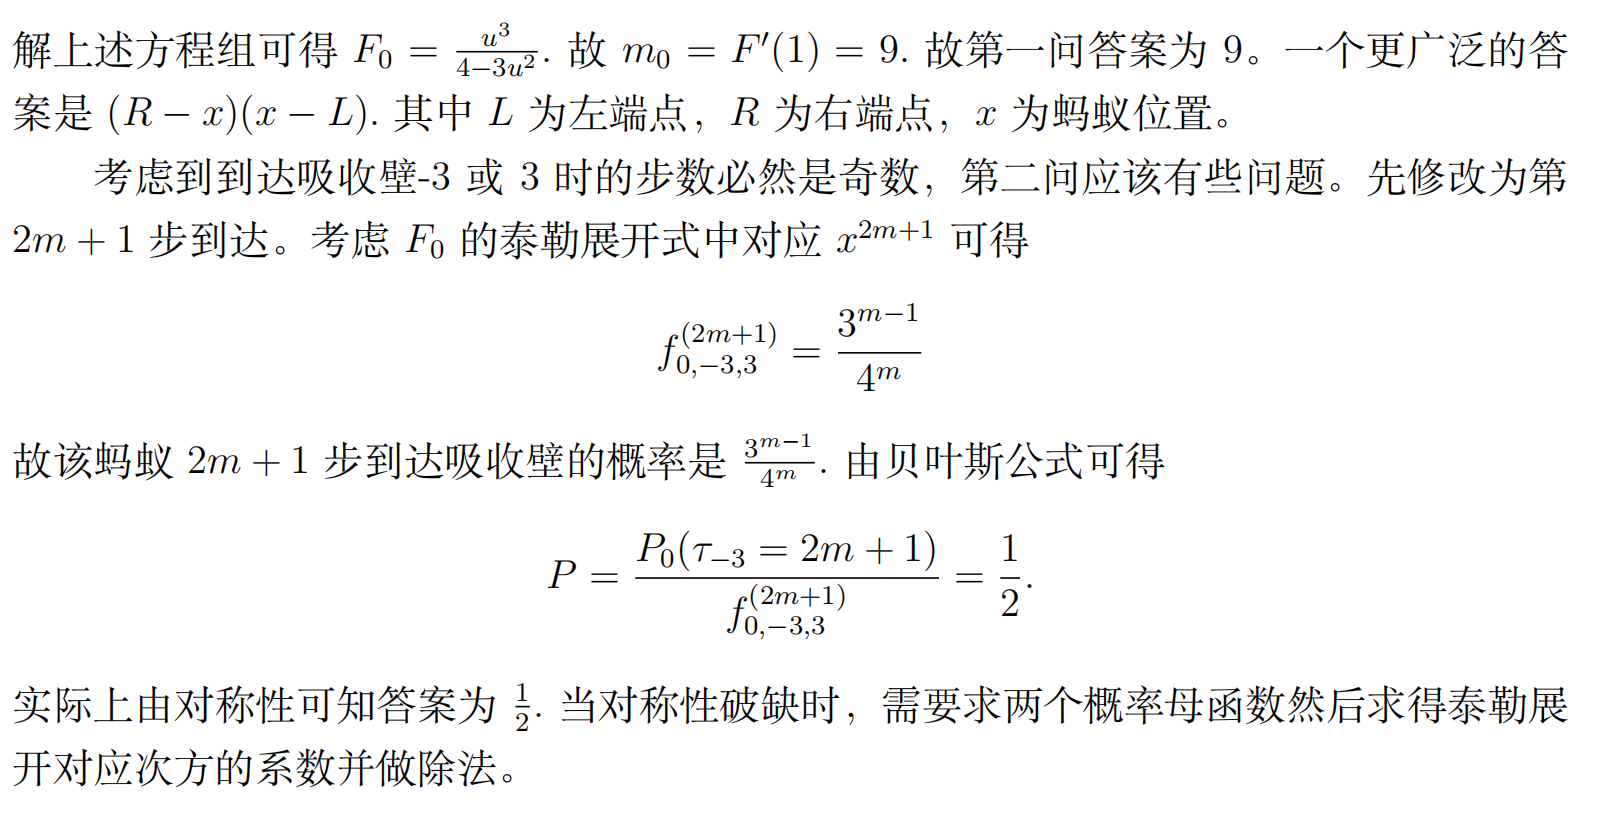 解上述方程组可得 $F_0 = \frac{u^3}{4-3u^2}$. 故 $m_0 = F'(1) = 9$. 故第一问答案为 9。一个更广泛的答
案是 $(R - x)(x - L)$. 其中 $L$ 为左端点，$R$ 为右端点，$x$ 为蚂蚁位置。
考虑到到达吸收壁-3 或 3 时的步数必然是奇数，第二问应该有些问题。先修改为第
$2m + 1$ 步到达。考虑 $F_0$ 的泰勒展开式中对应 $x^{2m+1}$ 可得
$f_{0,-3,3}^{(2m+1)} = \frac{3^{m-1}}{4^m}$
故该蚂蚁 $2m + 1$ 步到达吸收壁的概率是 $\frac{3^{m-1}}{4^m}$. 由贝叶斯公式可得
$P = \frac{P_0(\tau_{-3} = 2m + 1)}{f_{0,-3,3}^{(2m+1)}} = \frac{1}{2}.$
实际上由对称性可知答案为 $\frac{1}{2}$. 当对称性破缺时，需要求两个概率母函数然后求得泰勒展
开对应次方的系数并做除法。